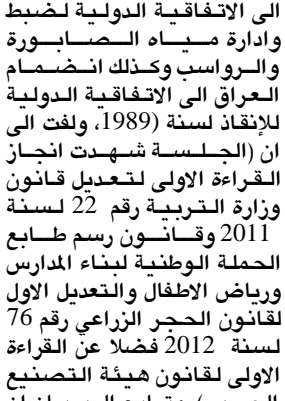 الى الاتفاقية الدولية لضبط
وادارة مـيـاه الـصـابـورة
والرواسب وكذلك انضمام
العراق الى الاتفاقية الدولية
للإنقاذ لسنة (1989، ولفت الى
ان (الجلسة شهدت انجاز
القراءة الاولى لتعديل قانون
وزارة التربية رقم 22 لسنة
2011 وقانون رسم طابع
الحملة الوطنية لبناء المدارس
ورياض الاطفال والتعديل الاول
لقانون الحجر الزراعي رقم 76
لسنة 2012 فضلا عن القراءة
الاولى لقانون هيئة التصنيع